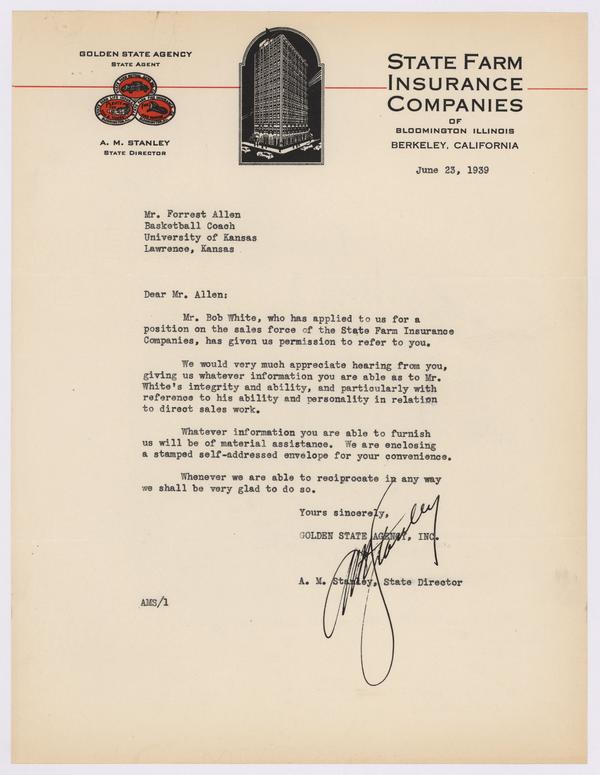 GOLDEN STATE AGENCY
STATE AGENT
A. M. STANLEY
STATE DIRECTOR
STATE FARM
INSURANCE
COMPANIES
OF
BLOOMINGTON ILLINOIS
BERKELEY, CALIFORNIA
June 23, 1939
Mr. Forrest Allen
Basketball Coach
University of Kansas
Lawrence, Kansas
Dear Mr. Allen:
Mr. Bob White, who has applied to us for a
position on the sales force of the State Farm Insurance
Companies, has given us permission to refer to you.
We would very much appreciate hearing from you,
giving us whatever information you are able as to Mr.
White's integrity and ability, and particularly with
reference to his ability and personality in relation
to direct sales work.
Whatever information you are able to furnish
us will be of material assistance. We are enclosing
a stamped self-addressed envelope for your convenience.
Whenever we are able to reciprocate in any way
we shall be very glad to do so.
Yours sincerely,
GOLDEN STATE AGENCY, INC.
AM Stanley
A. M. Stanley, State Director
AMS/1